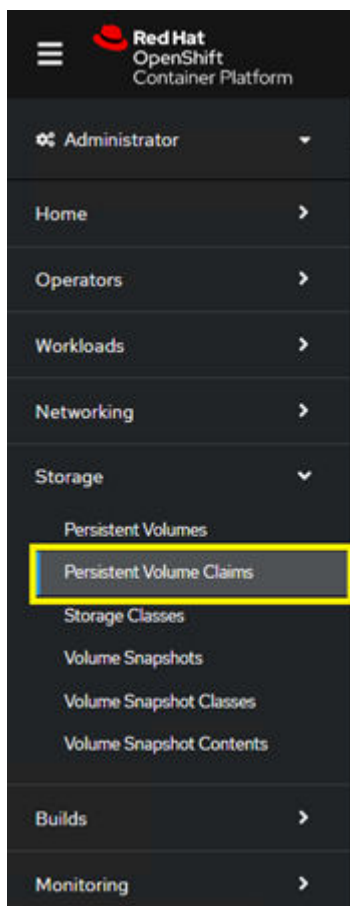 Red Hat
OpenShift
Container Platform
Administrator
Home
Operators
Workloads
Networking
Storage
Persistent Volumes
Persistent Volume Claims
Storage Classes
Volume Snapshots
Volume Snapshot Classes
Volume Snapshot Contents
Builds
Monitoring